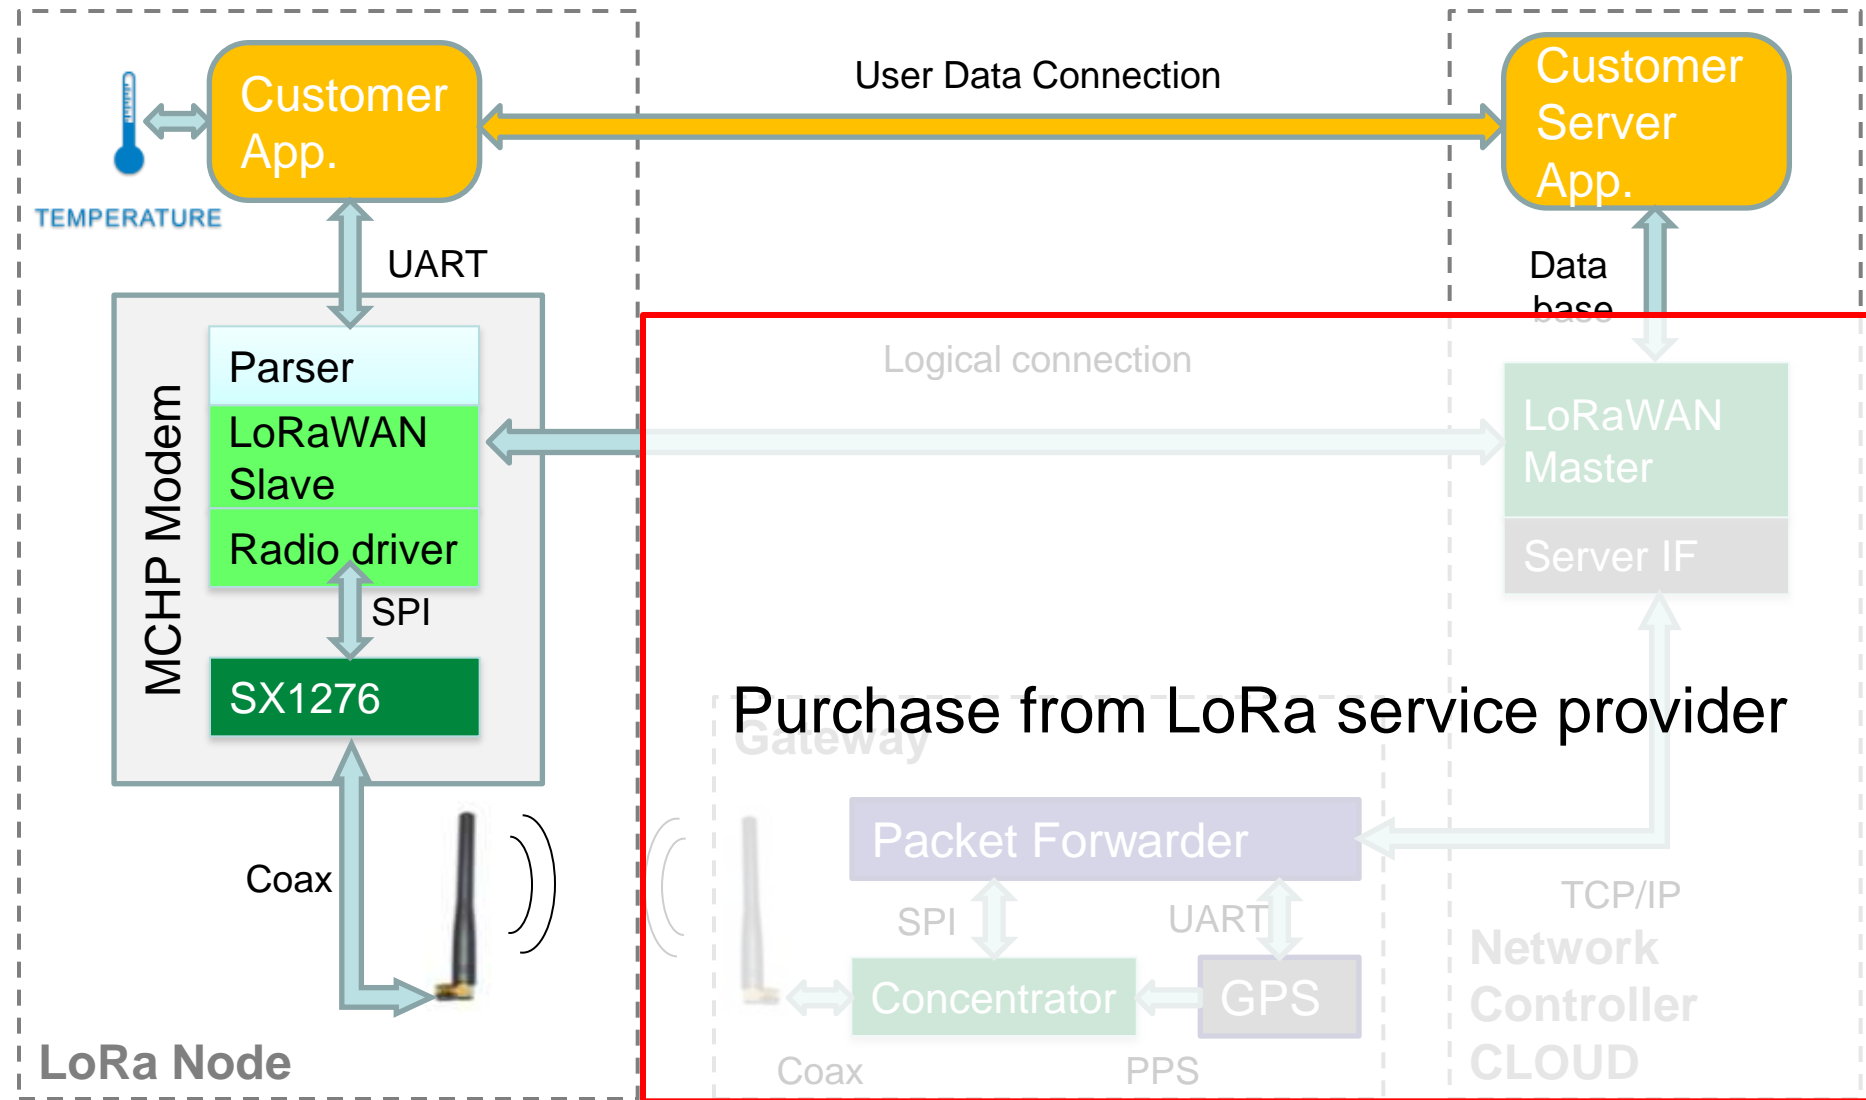 User Data Connection
Customer
App.
TEMPERATURE
UART
Customer
Server
App.
Data
base
MCHP Modem
Parser
LoRaWAN
Slave
Radio driver
SPI
SX1276
Coax
LoRa Node
Logical connection
LoRaWAN
Master
Server IF
Purchase from LoRa service provider
Gateway
Packet Forwarder
SPI
UART
Concentrator
GPS
Coax
PPS
TCP/IP
Network
Controller
CLOUD